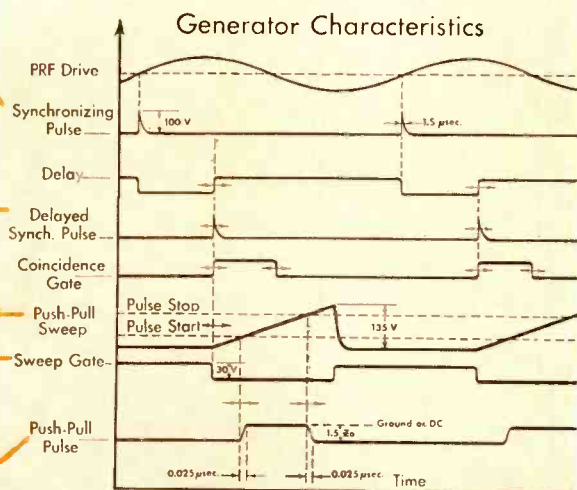 Generator Characteristics
PRF Drive
Synchronizing
Pulse
100 V
1.5 µsec.
Delay
Delayed
Synch. Pulse
Coincidence
Gate
Push-Pull
Sweep
Pulse Stop
Pulse Start
135 V
Sweep Gate
30 V
Push-Pull
Pulse
Ground or DC
1.5 Zo
0.025 µsec.
0.025 µsec.
Time